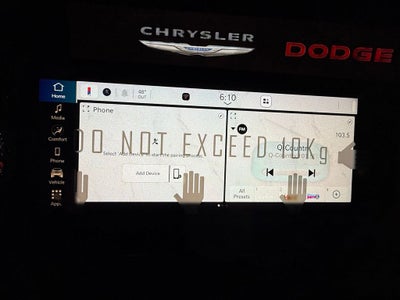 CHRYSLER
DODGE
Home
48°
OUT
6:10
Media
Comfort
Phone
Vehicle
Apps
Phone
Add Device
FM
103.5
DO NOT EXCEED 10Kg
Q-Country
All
Presets